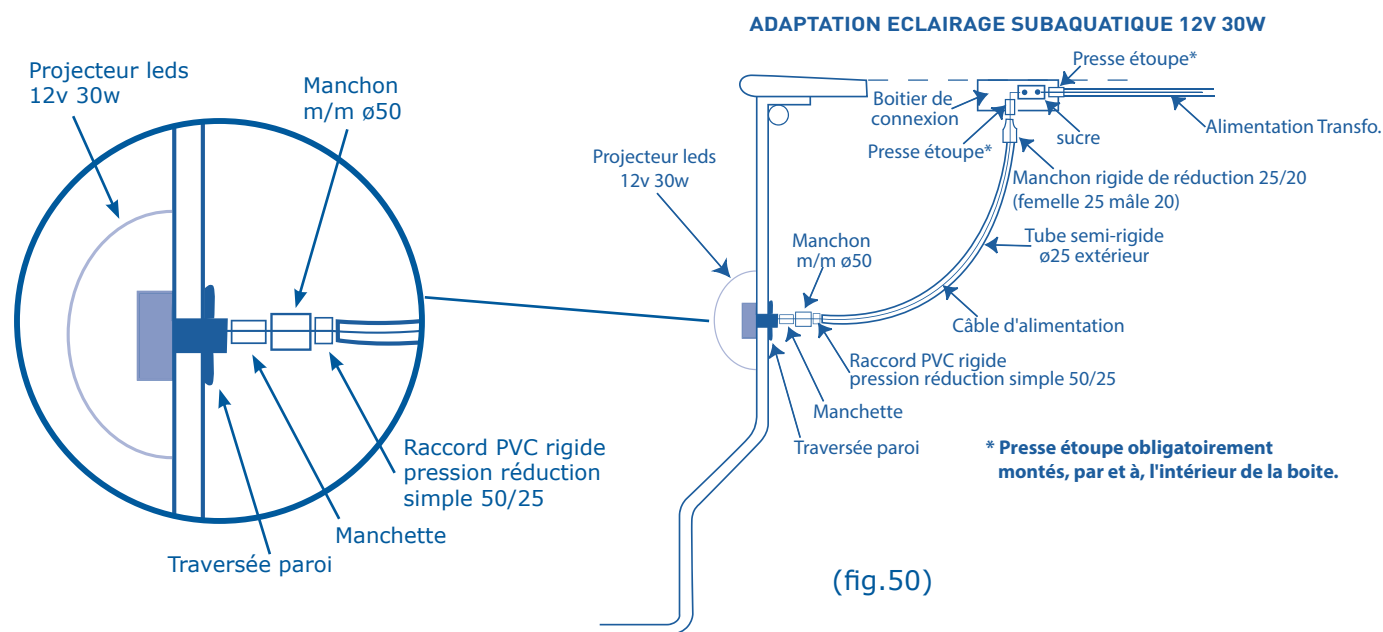 ADAPTATION ECLAIRAGE SUBAQUATIQUE 12V 30W
Projecteur leds
12v 30w
Manchon
m/m ø50
Raccord PVC rigide
pression réduction
simple 50/25
Manchette
Traversée paroi
Presse étoupe*
Boitier de
connexion
sucre
Alimentation Transfo.
Presse étoupe*
Projecteur leds
12v 30w
Manchon rigide de réduction 25/20
(femelle 25 mâle 20)
Tube semi-rigide
ø25 extérieur
Manchon
m/m ø50
Câble d'alimentation
Raccord PVC rigide
pression réduction simple 50/25
Manchette
Traversée paroi
* Presse étoupe obligatoirement
montés, par et à, l'intérieur de la boite.
(fig.50)